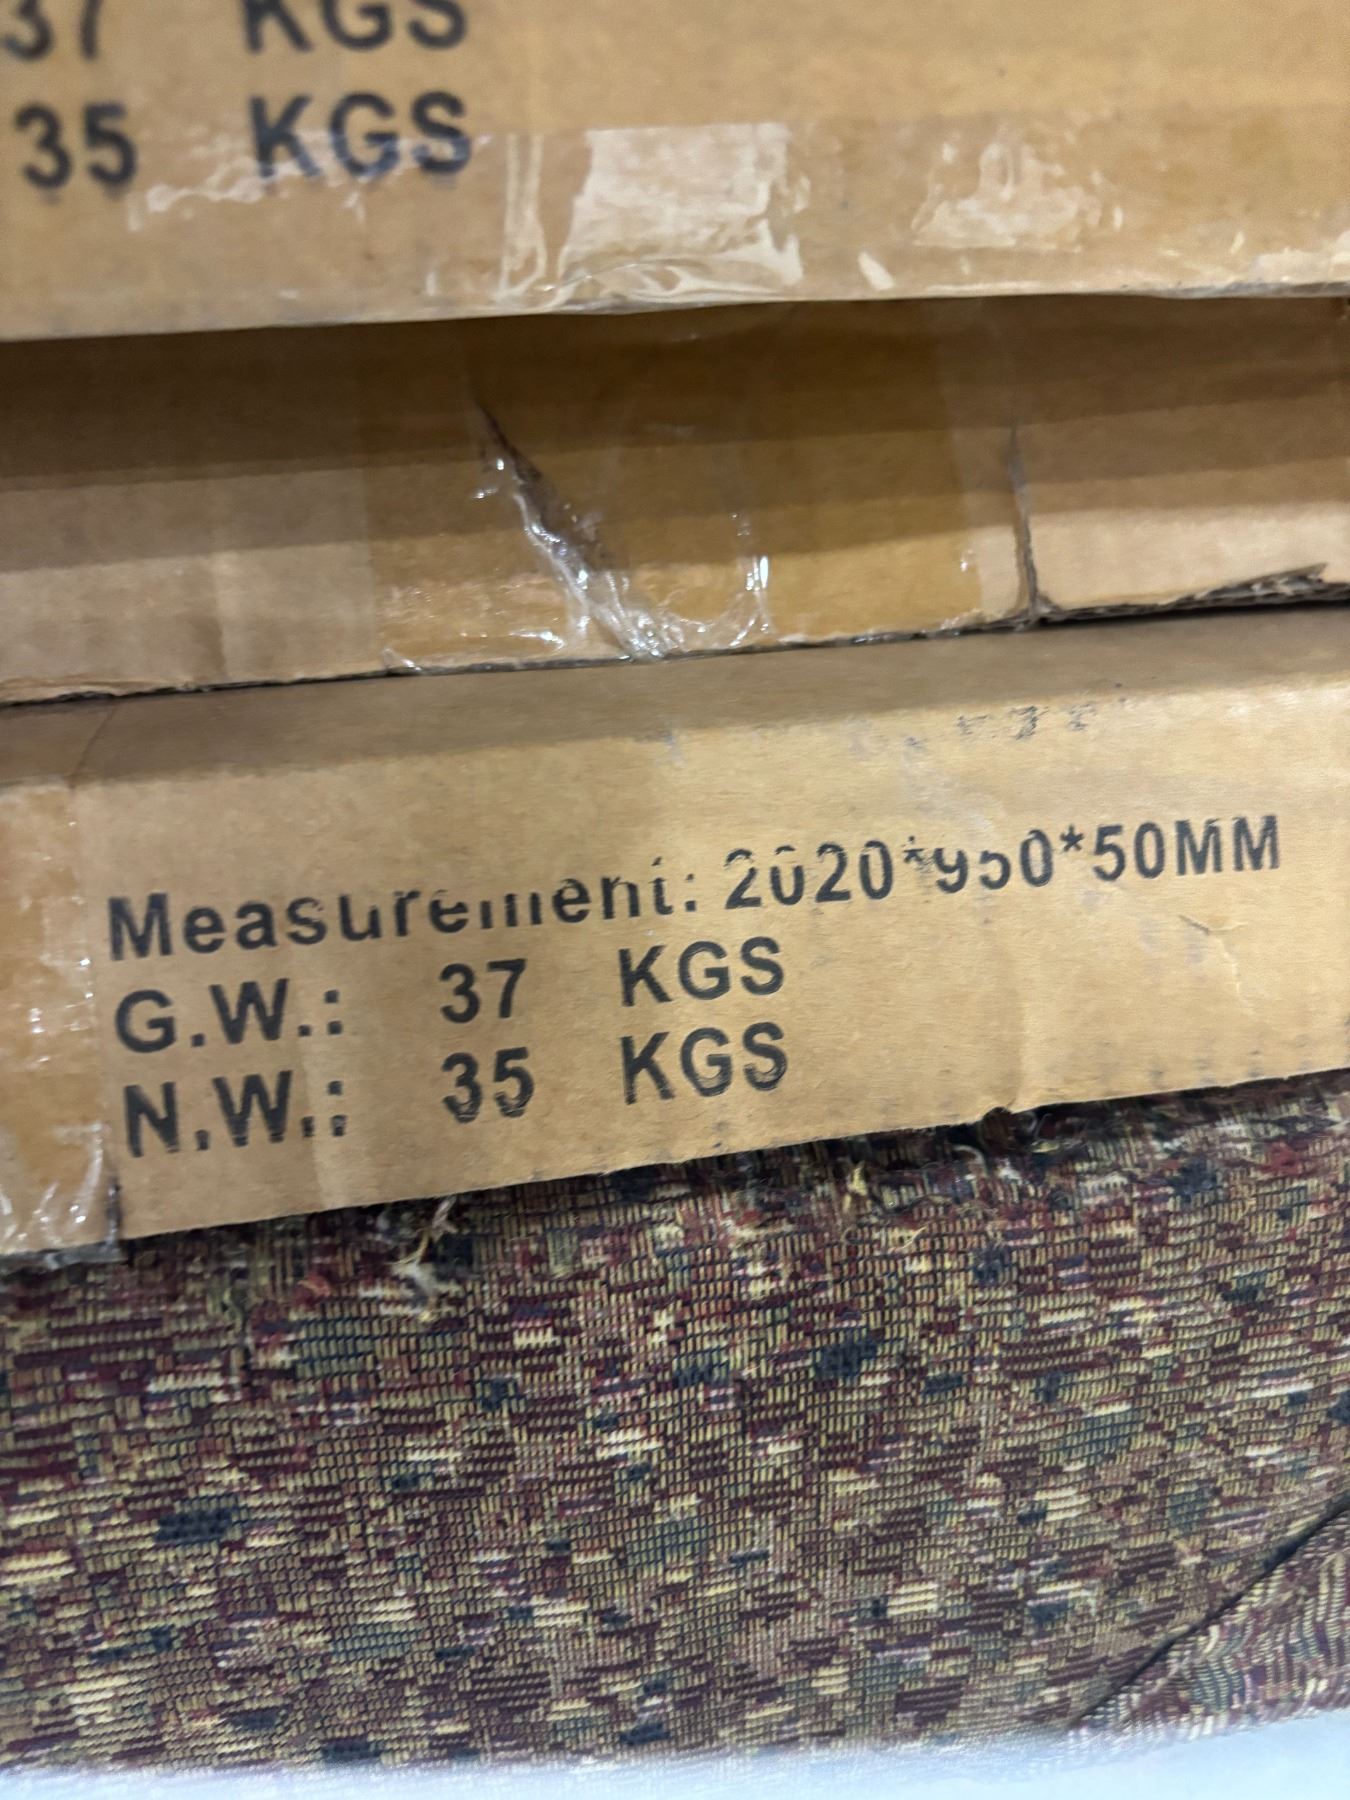 37 KGS
35 KGS
Measurement: 2020*950*50MM
G.W.: 37 KGS
N.W.: 35 KGS